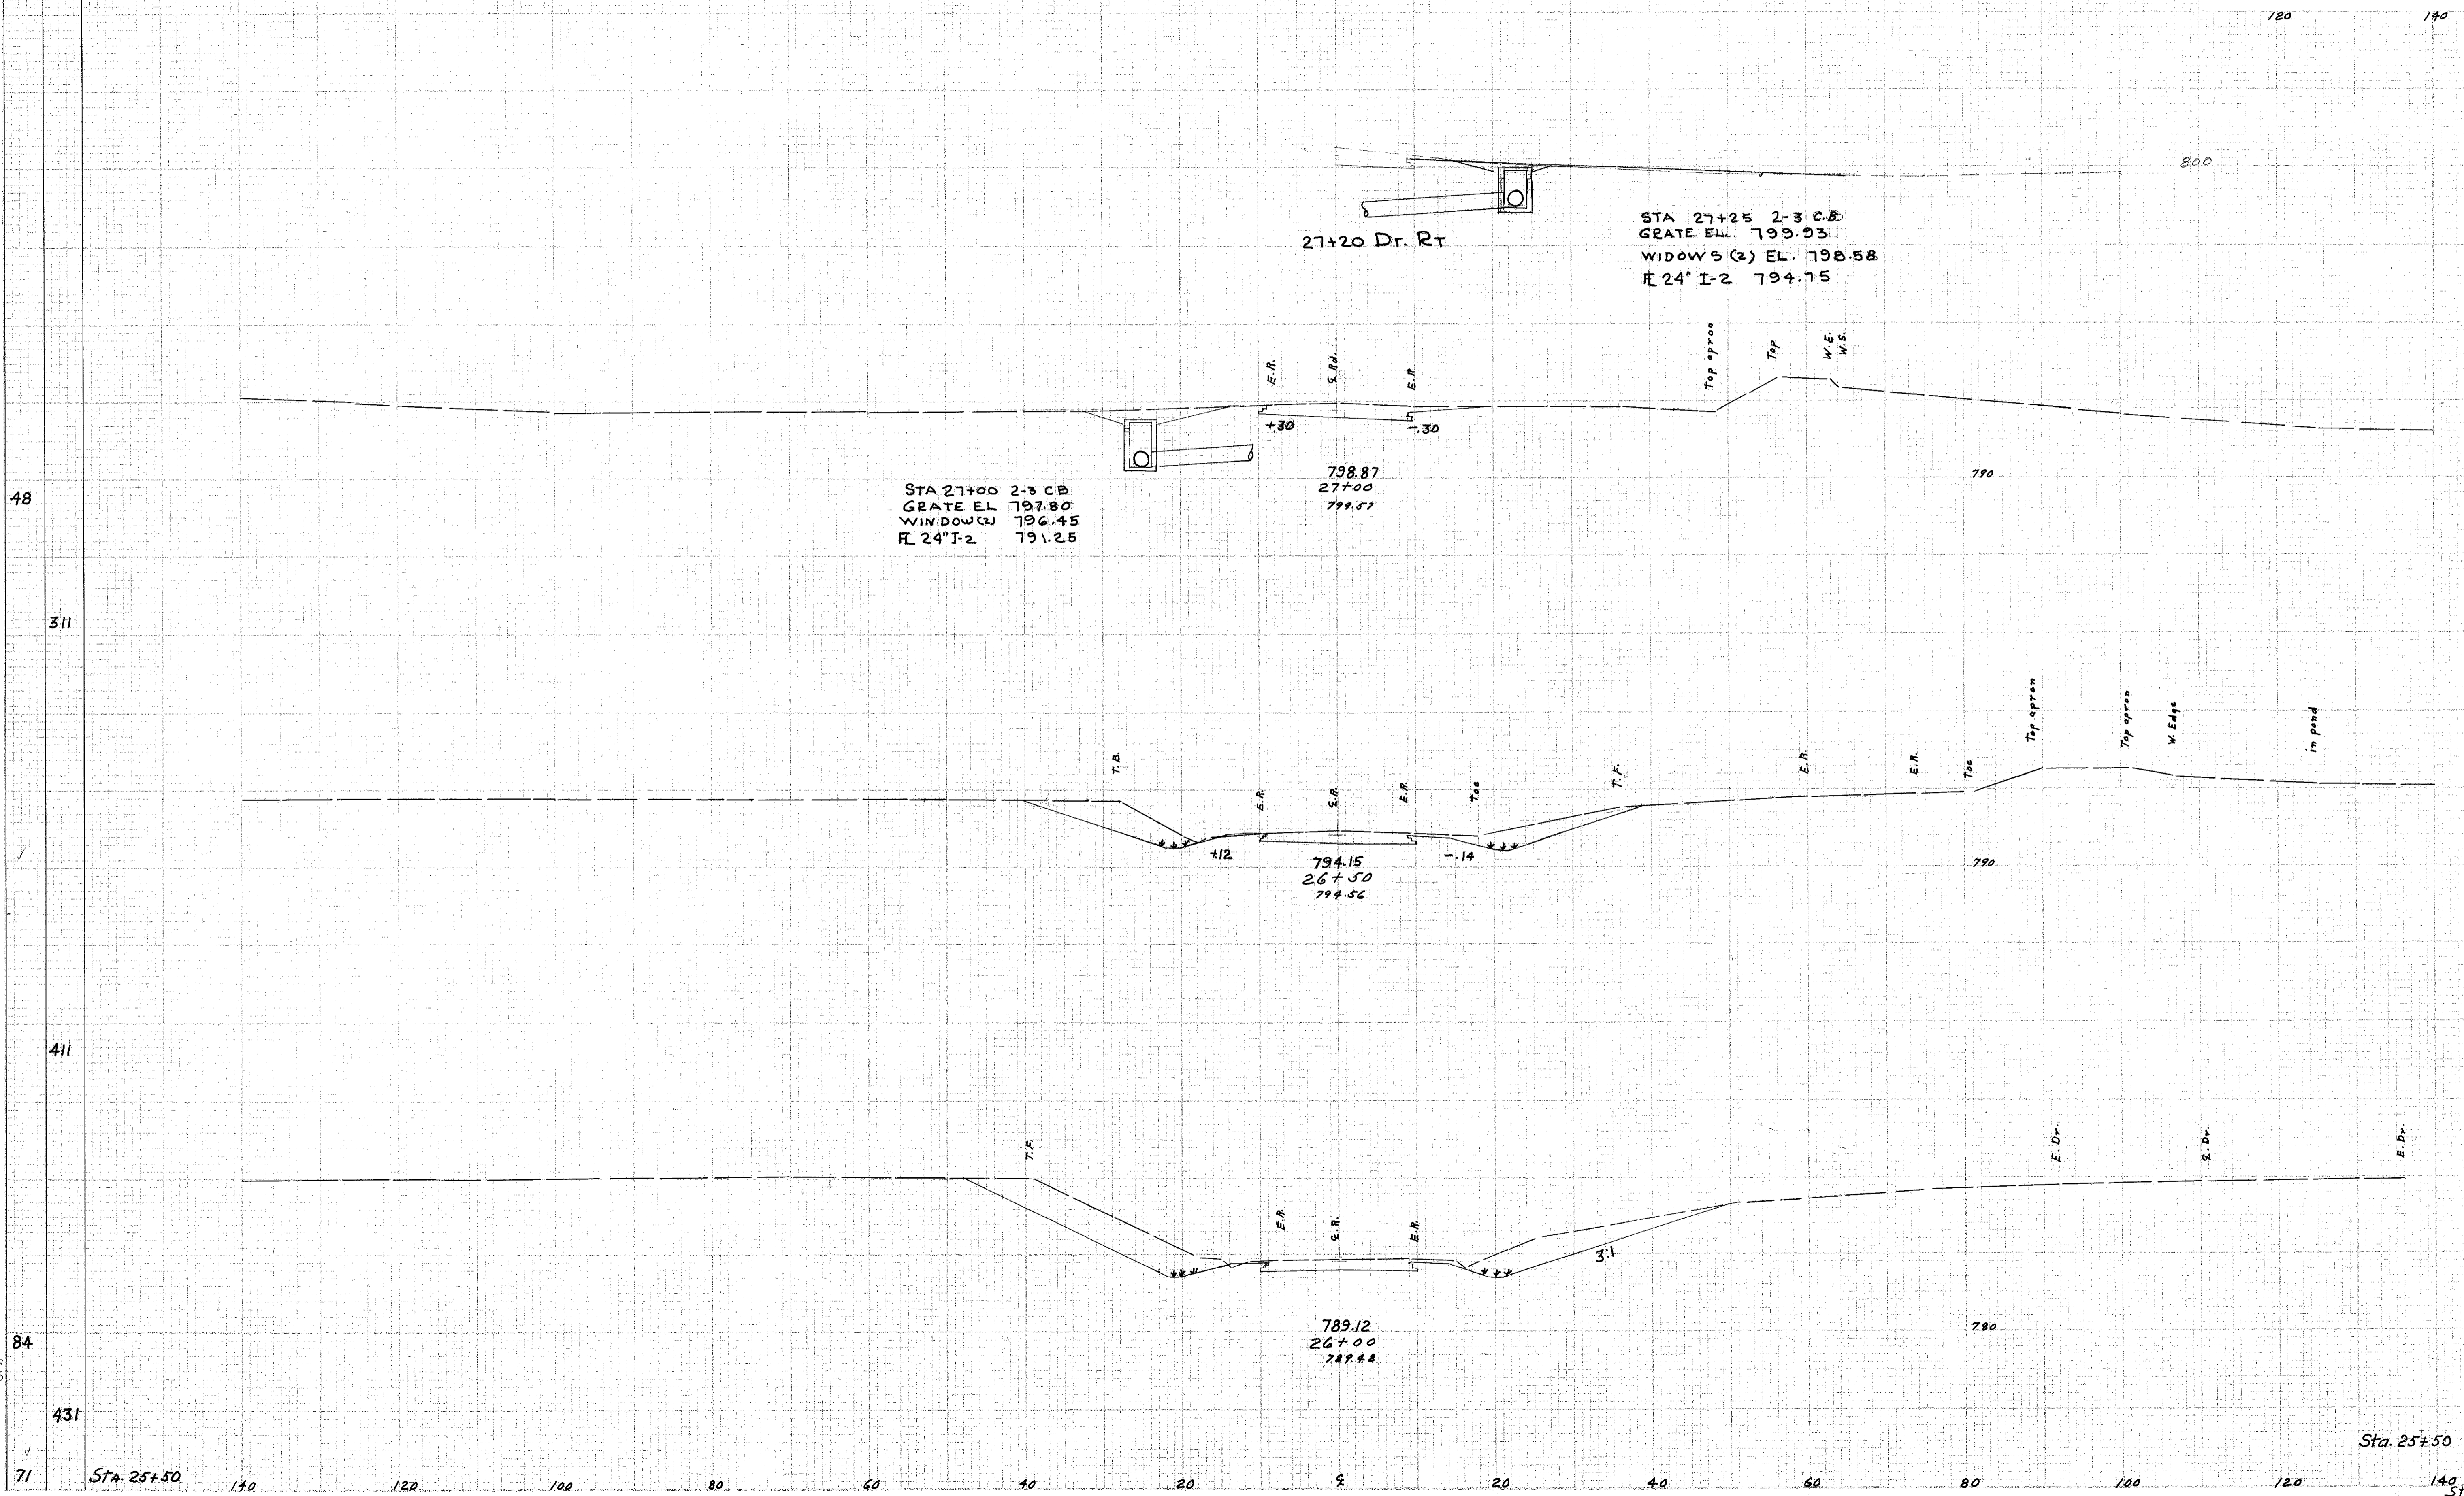 120 140
800
27+20 Dr. RT
STA 27+25 2-3 C.B
GRATE EL. 799.93
WIDOWS (2) EL. 798.58
FL 24" I-2 794.75
E.R.
℄ Rd.
E.R.
Top apron
Top
W.E.
W.S.
+.30
-.30
798.87
27+00
799.57
790
48
STA 27+00 2-3 CB
GRATE EL 797.80
WINDOW (2) 796.45
FL 24" I-2 791.25
311
T.B.
E.R.
℄ R.
E.R.
Toe
T.F.
E.R.
E.R.
Toe
Top apron
Top apron
W. Edge
in pond
+.12
794.15
26+50
794.56
-.14
790
411
T.F.
E.R.
℄ R.
E.R.
E. Dr.
℄ Dr.
E. Dr.
3:1
789.12
26+00
789.48
780
84
431
71
Sta. 25+50
Sta. 25+50
140 120 100 80 60 40 20 ℄ 20 40 60 80 100 120 140